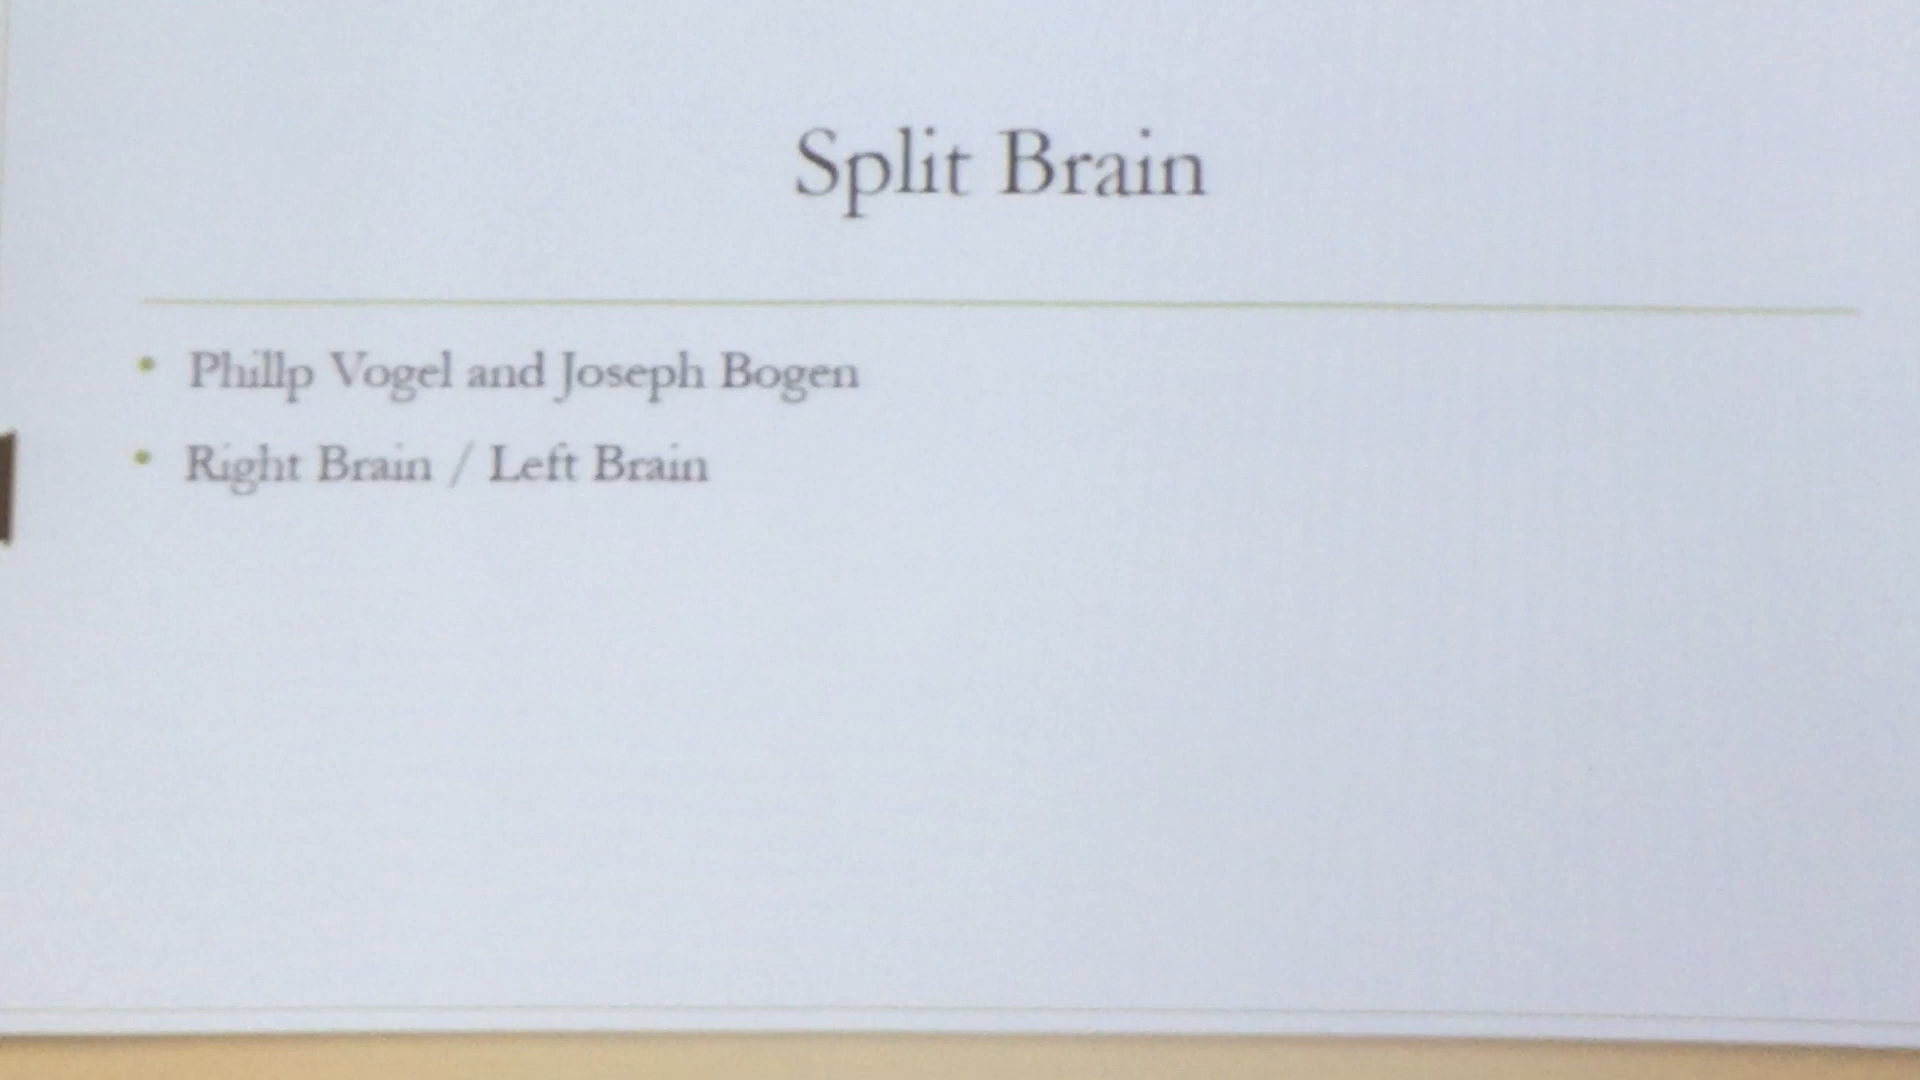 Split Brain
• Phillp Vogel and Joseph Bogen
• Right Brain / Left Brain